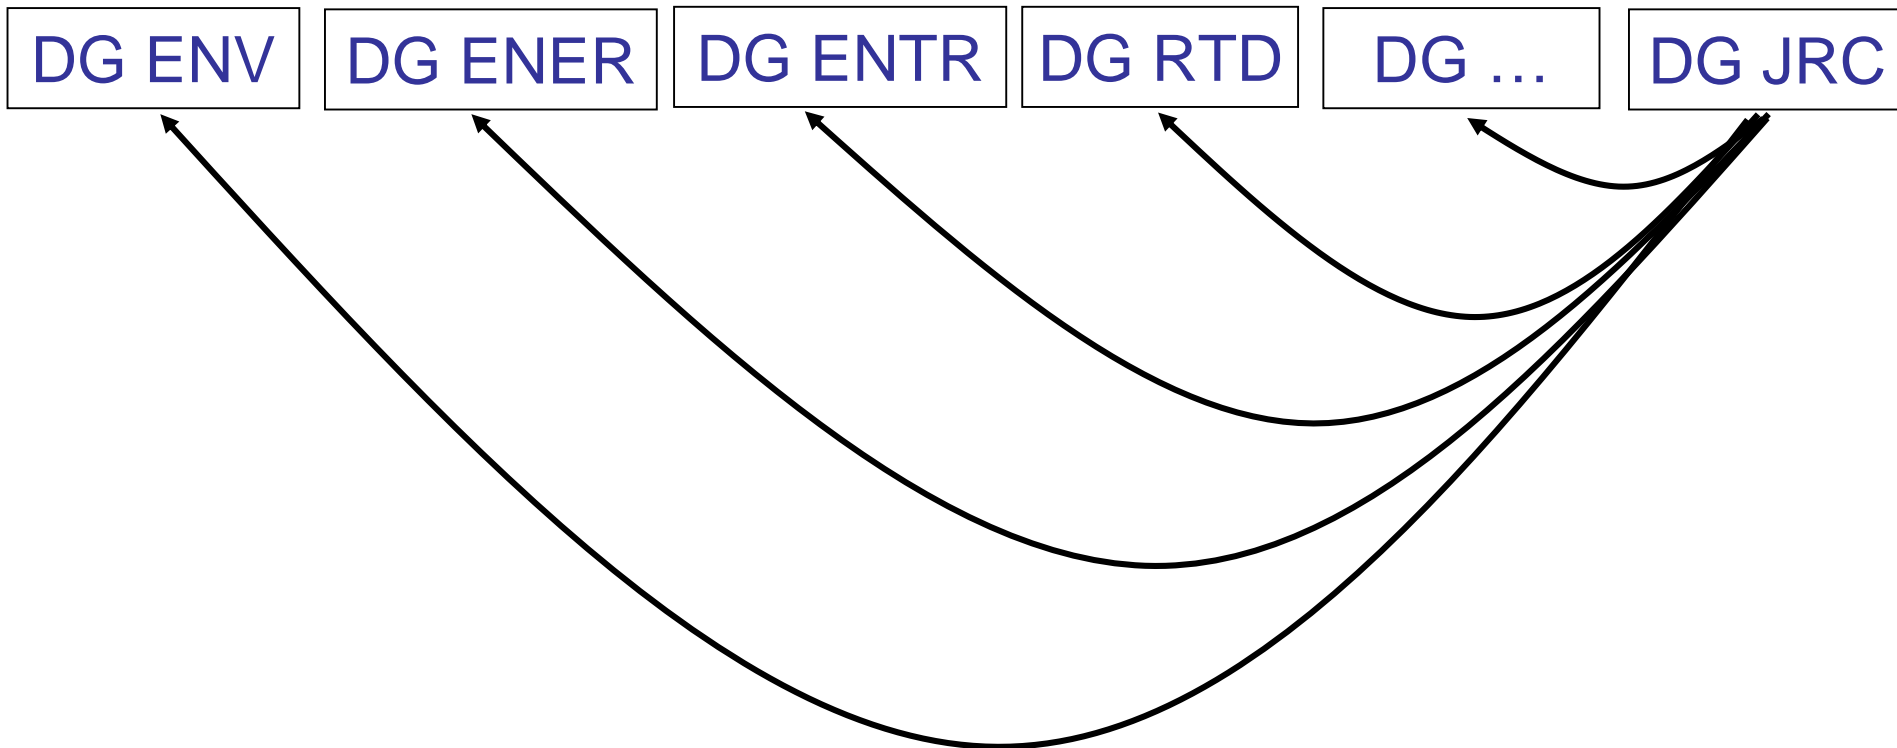 DG ENV
DG ENER
DG ENTR
DG RTD
DG …
DG JRC